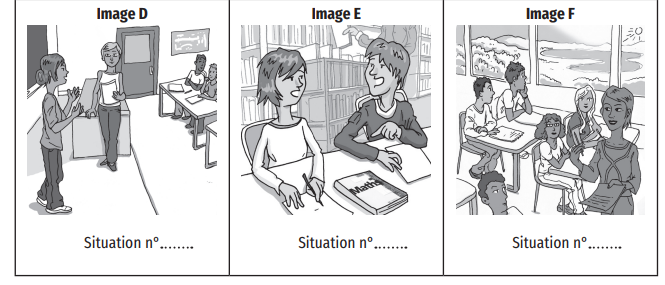 Image D
Image E
Image F
Maths
Situation n°........
Situation n°........
Situation n°........